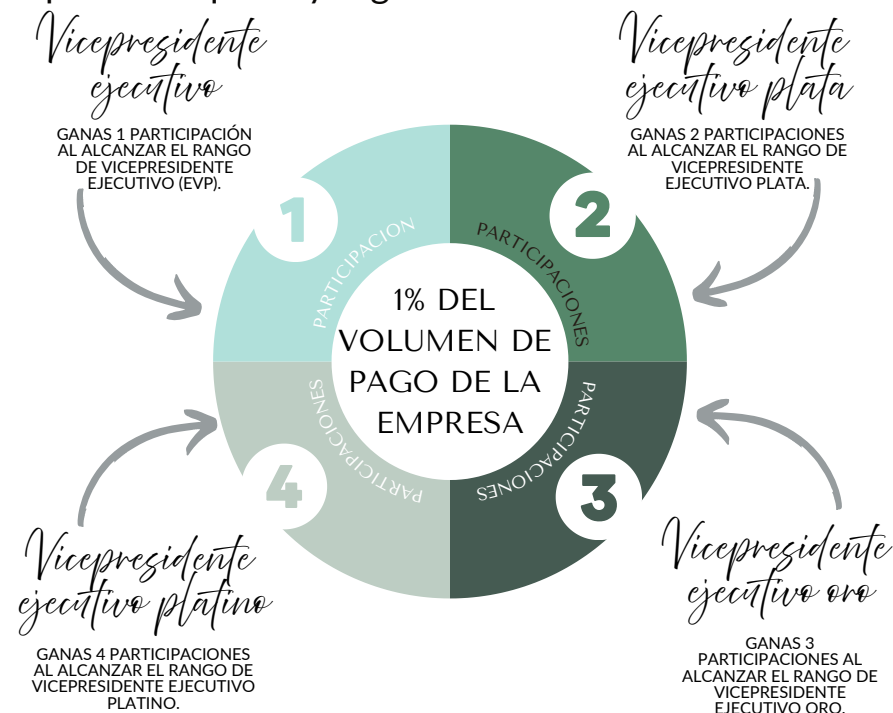 Vicepresidente
ejecutivo
GANAS 1 PARTICIPACIÓN
AL ALCANZAR EL RANGO
DE VICEPRESIDENTE
EJECUTIVO (EVP).
Vicepresidente
ejecutivo plata
GANAS 2 PARTICIPACIONES
AL ALCANZAR EL RANGO DE
VICEPRESIDENTE
EJECUTIVO PLATA.
1
PARTICIPACION
2
PARTICIPACIONES
1% DEL
VOLUMEN DE
PAGO DE LA
EMPRESA
4
PARTICIPACIONES
3
PARTICIPACIONES
Vicepresidente
ejecutivo platino
GANAS 4 PARTICIPACIONES
AL ALCANZAR EL RANGO DE
VICEPRESIDENTE EJECUTIVO
PLATINO.
Vicepresidente
ejecutivo oro
GANAS 3
PARTICIPACIONES AL
ALCANZAR EL RANGO DE
VICEPRESIDENTE
EJECUTIVO ORO.